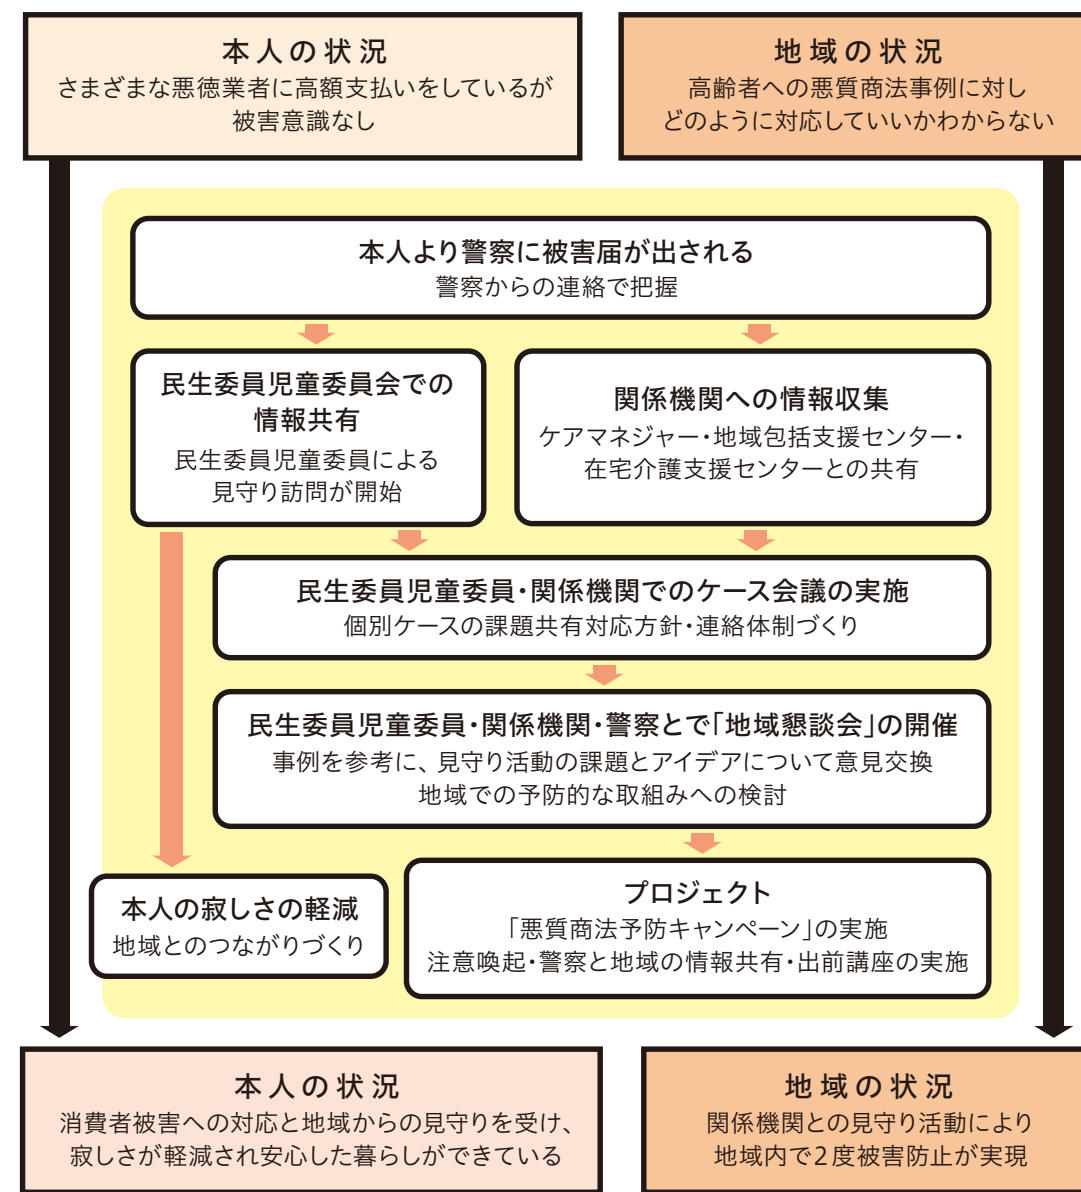 本人の状況
さまざまな悪徳業者に高額支払いをしているが
被害意識なし
地域の状況
高齢者への悪質商法事例に対し
どのように対応していいかわからない
本人より警察に被害届が出される
警察からの連絡で把握
民生委員児童委員会での
情報共有
民生委員児童委員による
見守り訪問が開始
関係機関への情報収集
ケアマネジャー・地域包括支援センター・
在宅介護支援センターとの共有
民生委員児童委員・関係機関でのケース会議の実施
個別ケースの課題共有対応方針・連絡体制づくり
民生委員児童委員・関係機関・警察とで「地域懇談会」の開催
事例を参考に、見守り活動の課題とアイデアについて意見交換
地域での予防的な取組みへの検討
本人の寂しさの軽減
地域とのつながりづくり
プロジェクト
「悪質商法予防キャンペーン」の実施
注意喚起・警察と地域の情報共有・出前講座の実施
本人の状況
消費者被害への対応と地域からの見守りを受け、
寂しさが軽減され安心した暮らしができている
地域の状況
関係機関との見守り活動により
地域内で2度被害防止が実現